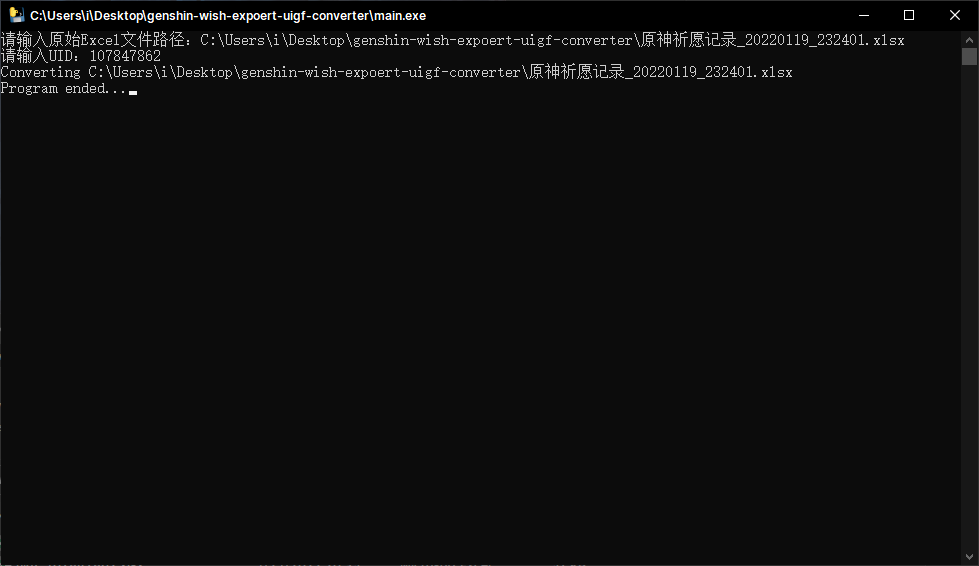 C:\Users\i\Desktop\genshin-wish-expoert-uigf-converter\main.exe
请输入原始Excel文件路径：C:\Users\i\Desktop\genshin-wish-expoert-uigf-converter\原神祈愿记录_20220119_232401.xlsx
请输入UID：107847862
Converting C:\Users\i\Desktop\genshin-wish-expoert-uigf-converter\原神祈愿记录_20220119_232401.xlsx
Program ended...